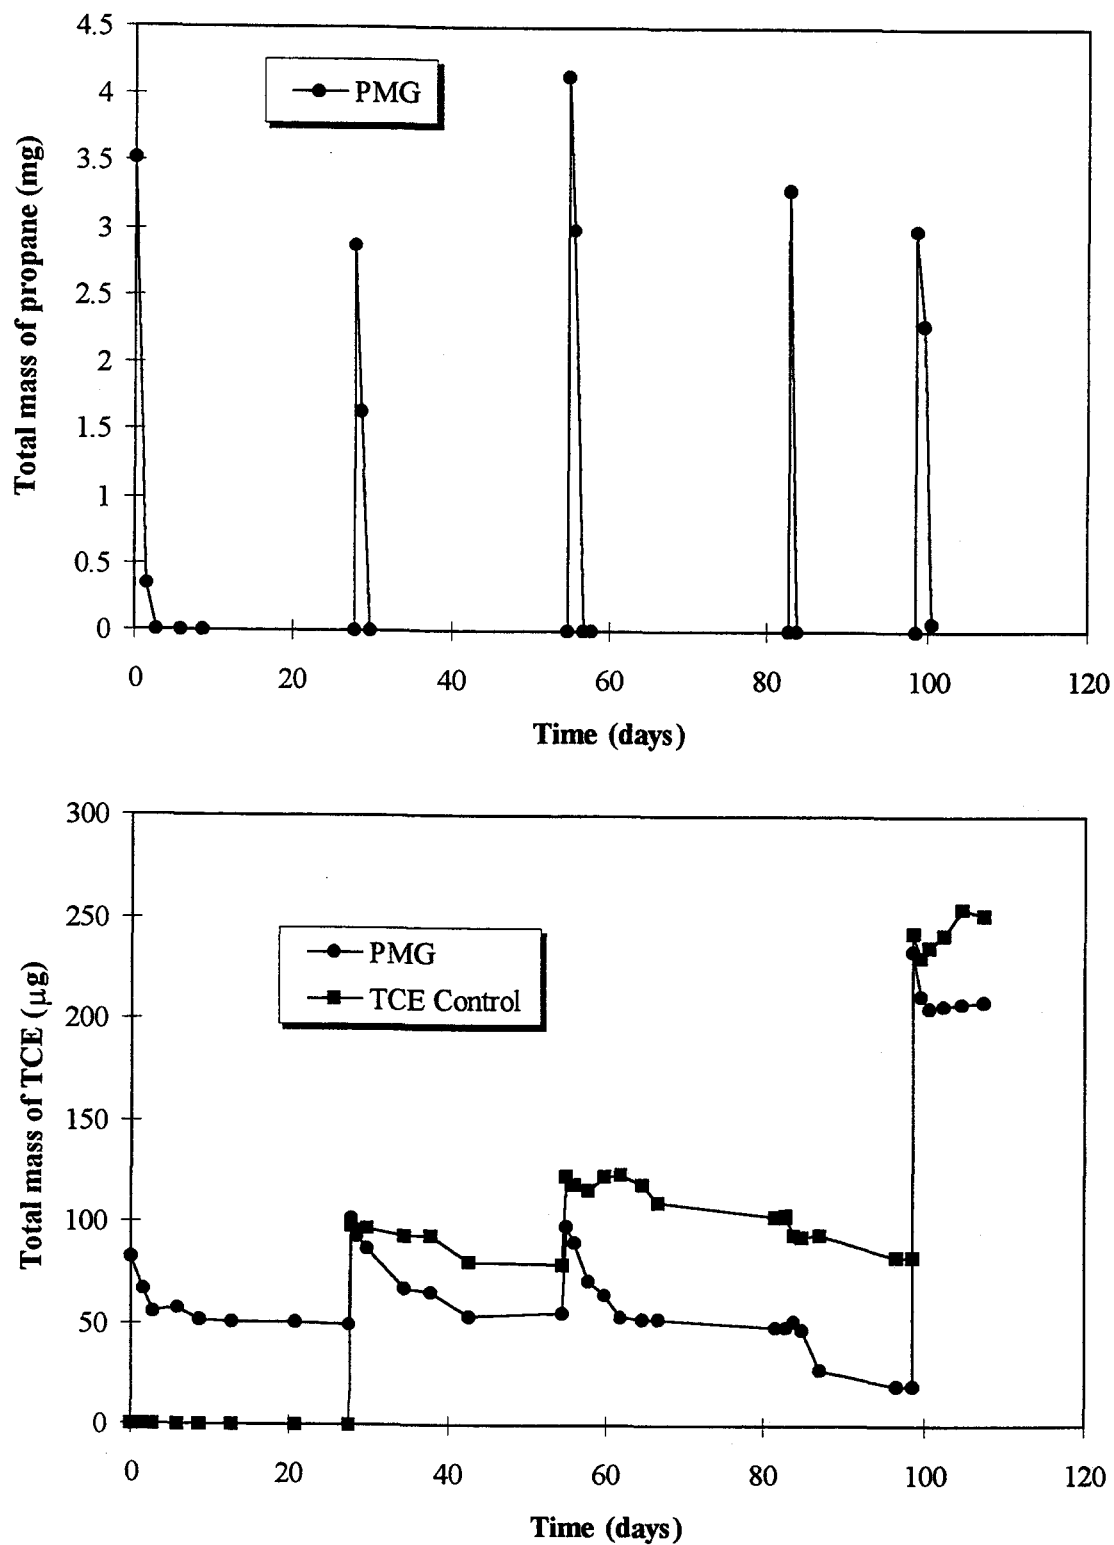 4.5
4
3.5
3
2.5
2
1.5
1
0.5
0
Total mass of propane (mg)
PMG
0 20 40 60 80 100 120
Time (days)
300
250
200
150
100
50
0
Total mass of TCE (µg)
PMG
TCE Control
0 20 40 60 80 100 120
Time (days)